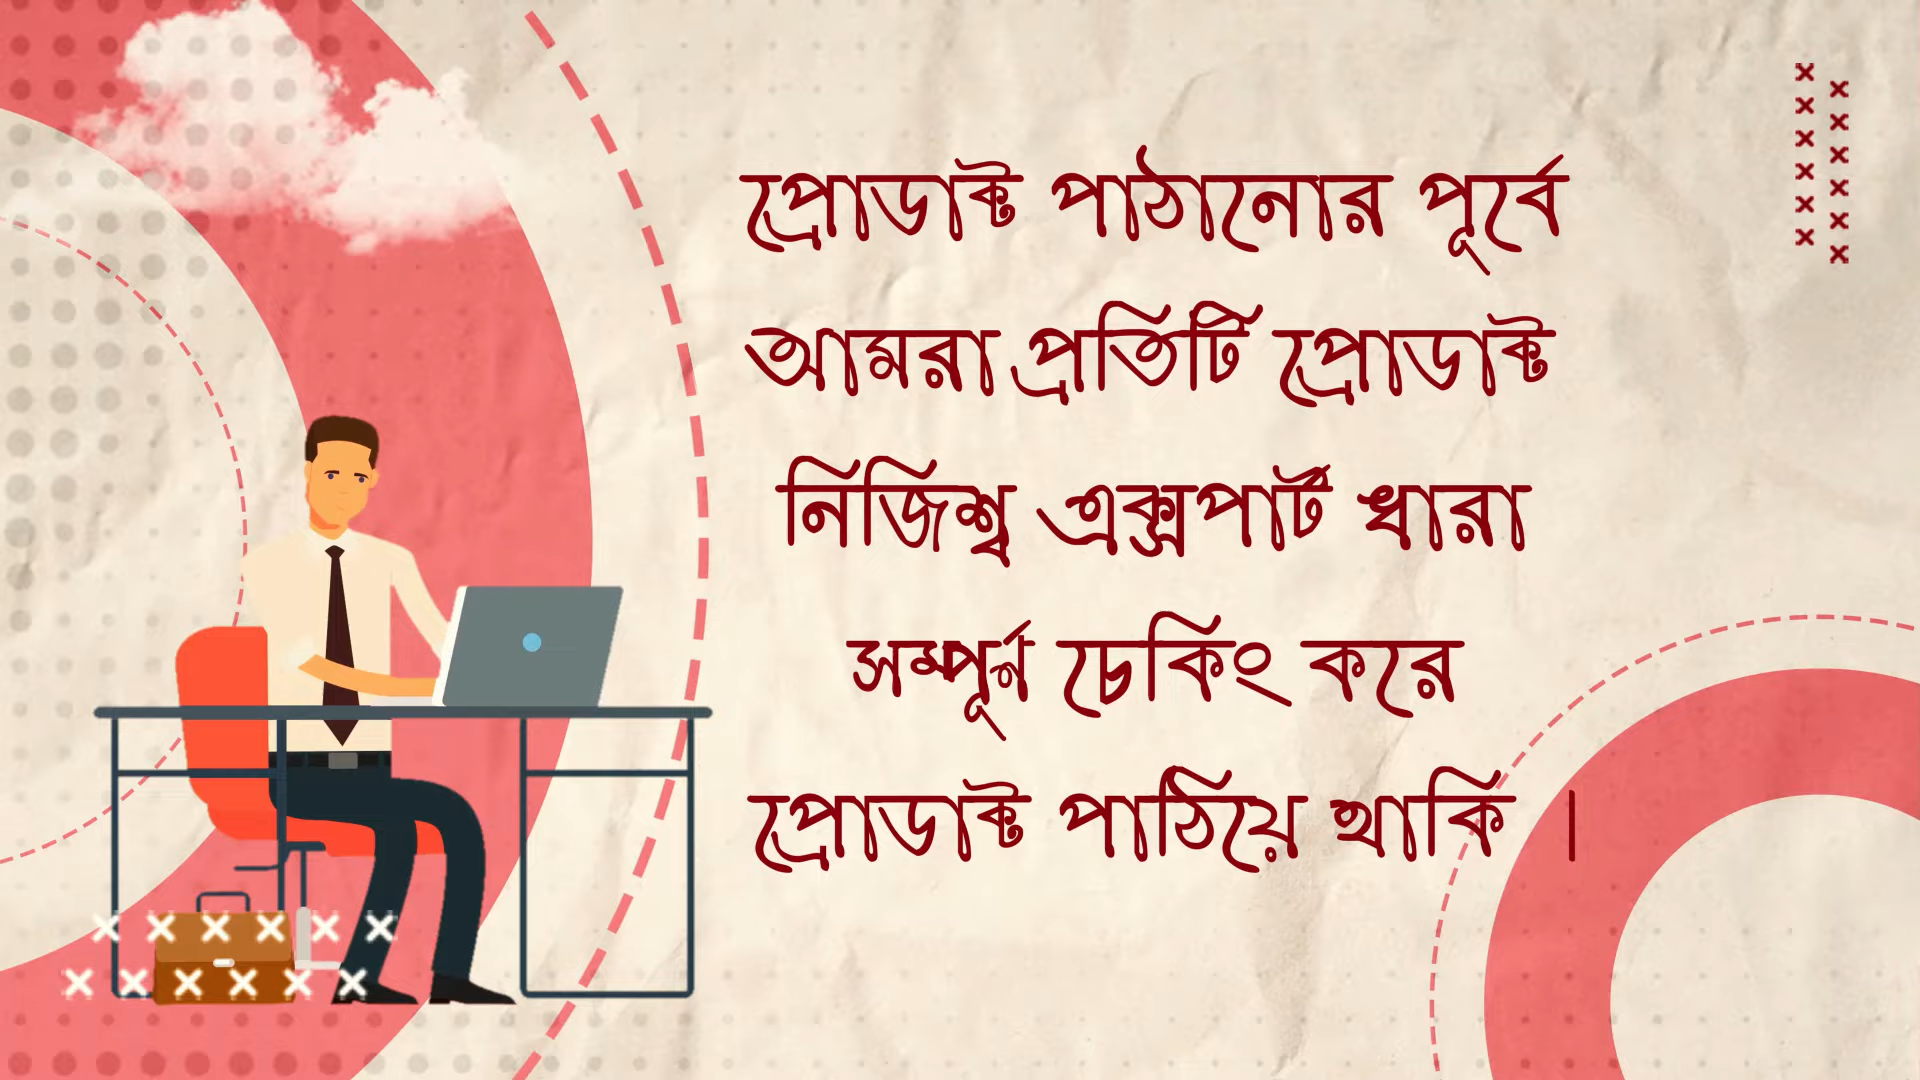 প্রোডাক্ট পাঠানোর পূর্বে
আমরা প্রতিটি প্রোডাক্ট
নিজিশ্ব এক্সপার্ট ধারা
সম্পূর্ণ চেকিং করে
প্রোডাক্ট পাঠিয়ে থাকি ।